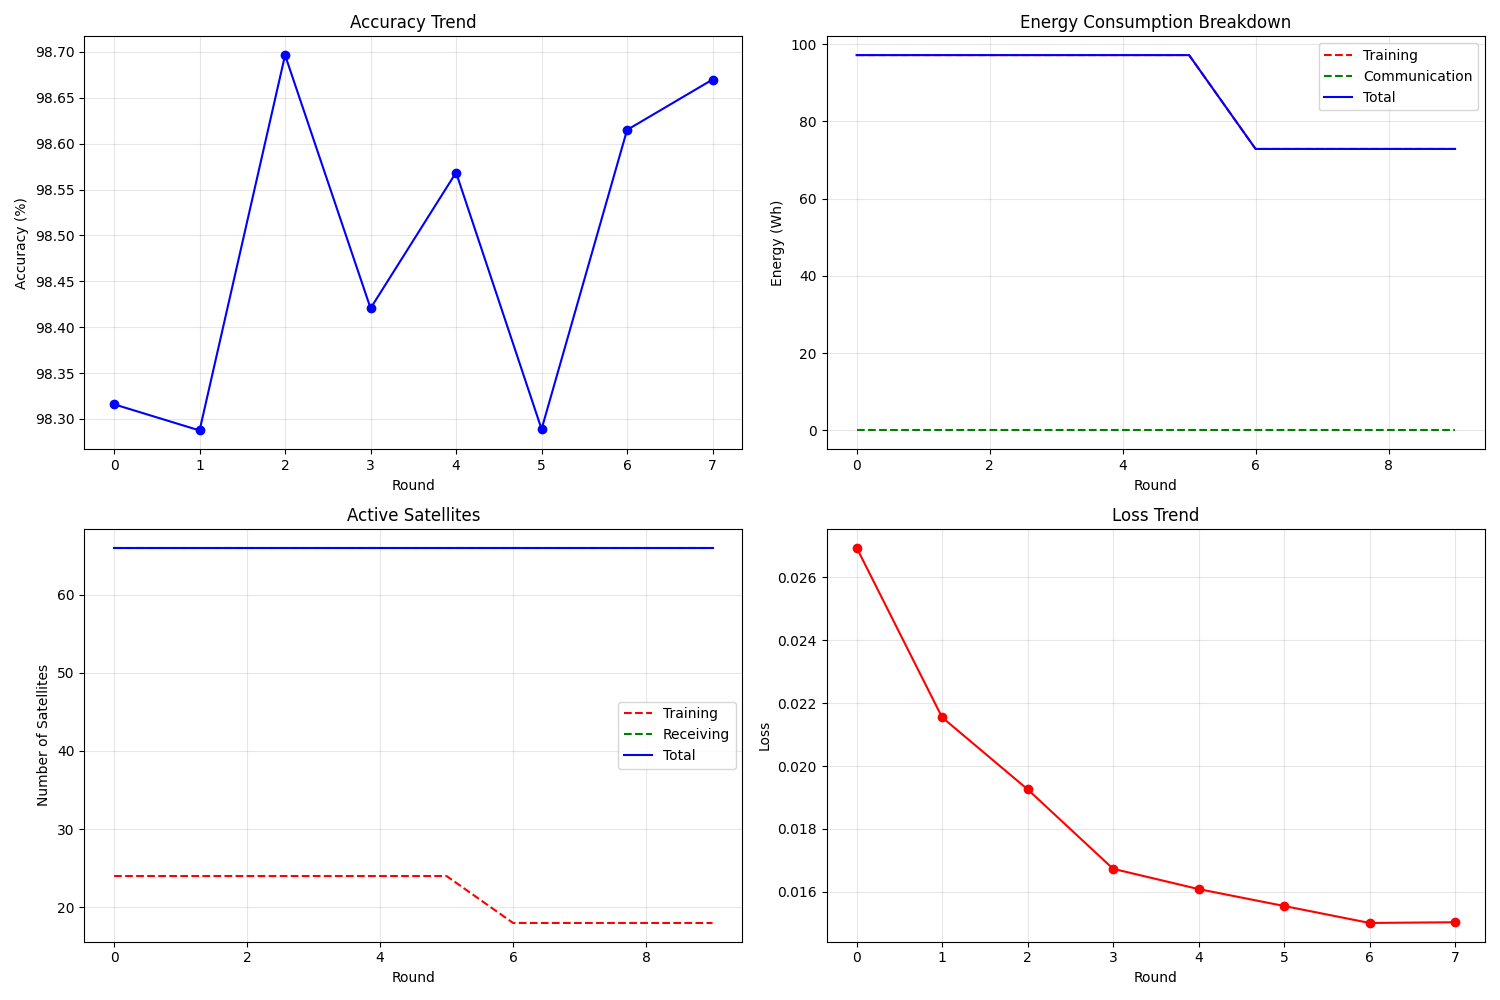 Accuracy Trend
Accuracy (%)
98.70
98.65
98.60
98.55
98.50
98.45
98.40
98.35
98.30
0 1 2 3 4 5 6 7
Round
Energy Consumption Breakdown
Energy (Wh)
100
80
60
40
20
0
Training
Communication
Total
0 2 4 6 8
Round
Active Satellites
Number of Satellites
60
50
40
30
20
Training
Receiving
Total
0 2 4 6 8
Round
Loss Trend
Loss
0.026
0.024
0.022
0.020
0.018
0.016
0 1 2 3 4 5 6 7
Round